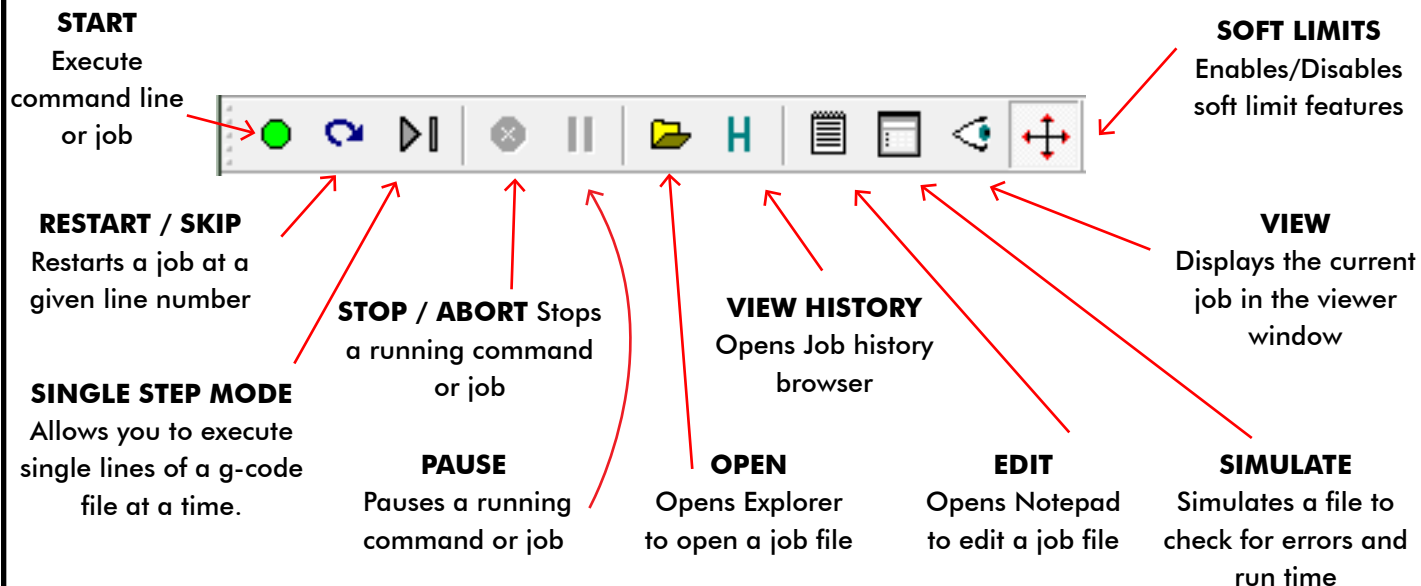 START
Execute
command line
or job
SOFT LIMITS
Enables/Disables
soft limit features
H
RESTART / SKIP
Restarts a job at a
given line number
VIEW
Displays the current
job in the viewer
window
STOP / ABORT Stops
a running command
or job
VIEW HISTORY
Opens Job history
browser
SINGLE STEP MODE
Allows you to execute
single lines of a g-code
file at a time.
PAUSE
Pauses a running
command or job
OPEN
Opens Explorer
to open a job file
EDIT
Opens Notepad
to edit a job file
SIMULATE
Simulates a file to
check for errors and
run time